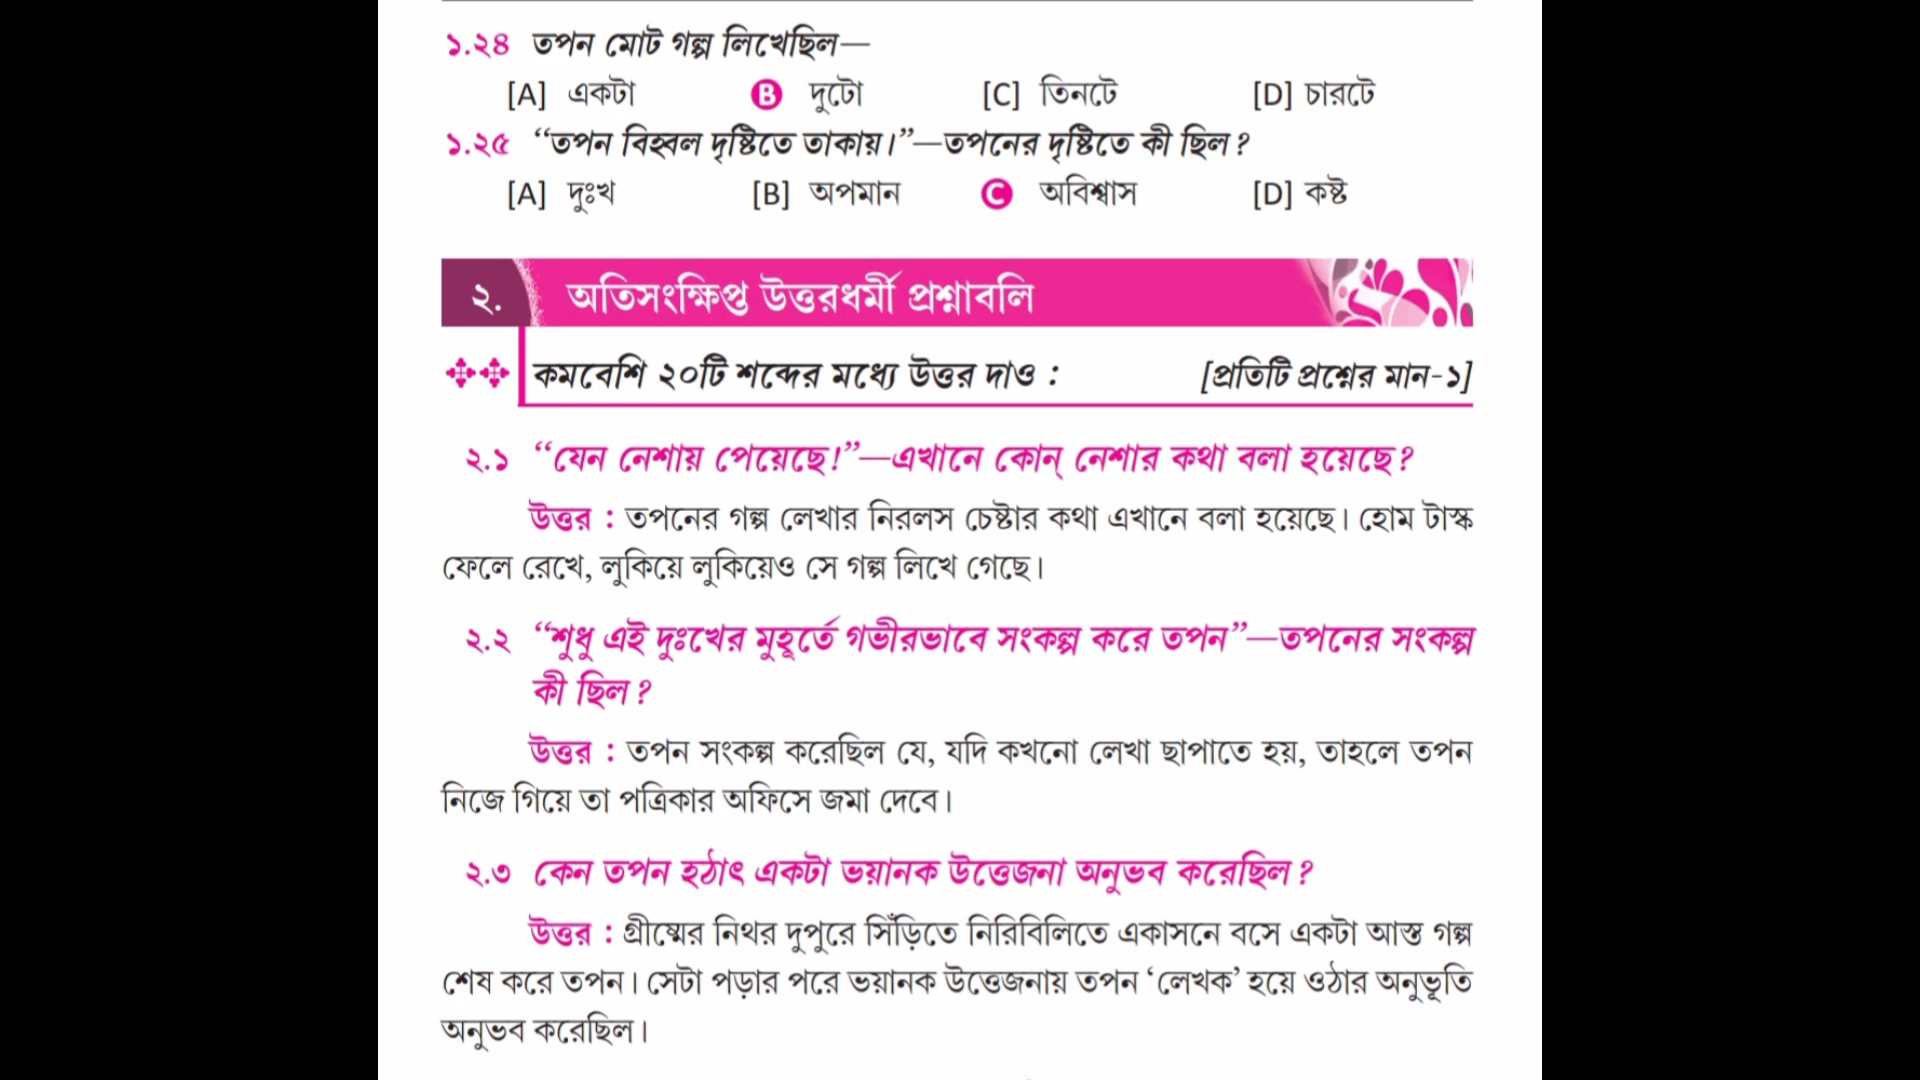 ১.২৪ তপন মোট গল্প লিখেছিল—
[A] একটা B দুটো [C] তিনটে [D] চারটে
১.২৫ “তপন বিহ্বল দৃষ্টিতে তাকায়।”—তপনের দৃষ্টিতে কী ছিল?
[A] দুঃখ [B] অপমান C অবিশ্বাস [D] কষ্ট
২. অতিসংক্ষিপ্ত উত্তরধর্মী প্রশ্নাবলি
কমবেশি ২০টি শব্দের মধ্যে উত্তর দাও : [প্রতিটি প্রশ্নের মান-১]
২.১ “যেন নেশায় পেয়েছে!”—এখানে কোন্ নেশার কথা বলা হয়েছে?
উত্তর : তপনের গল্প লেখার নিরলস চেষ্টার কথা এখানে বলা হয়েছে। হোম টাস্ক
ফেলে রেখে, লুকিয়ে লুকিয়েও সে গল্প লিখে গেছে।
২.২ “শুধু এই দুঃখের মুহূর্তে গভীরভাবে সংকল্প করে তপন”—তপনের সংকল্প
কী ছিল?
উত্তর : তপন সংকল্প করেছিল যে, যদি কখনো লেখা ছাপাতে হয়, তাহলে তপন
নিজে গিয়ে তা পত্রিকার অফিসে জমা দেবে।
২.৩ কেন তপন হঠাৎ একটা ভয়ানক উত্তেজনা অনুভব করেছিল?
উত্তর : গ্রীষ্মের নিথর দুপুরে সিঁড়িতে নিরিবিলিতে একাসনে বসে একটা আস্ত গল্প
শেষ করে তপন। সেটা পড়ার পরে ভয়ানক উত্তেজনায় তপন ‘লেখক’ হয়ে ওঠার অনুভূতি
অনুভব করেছিল।